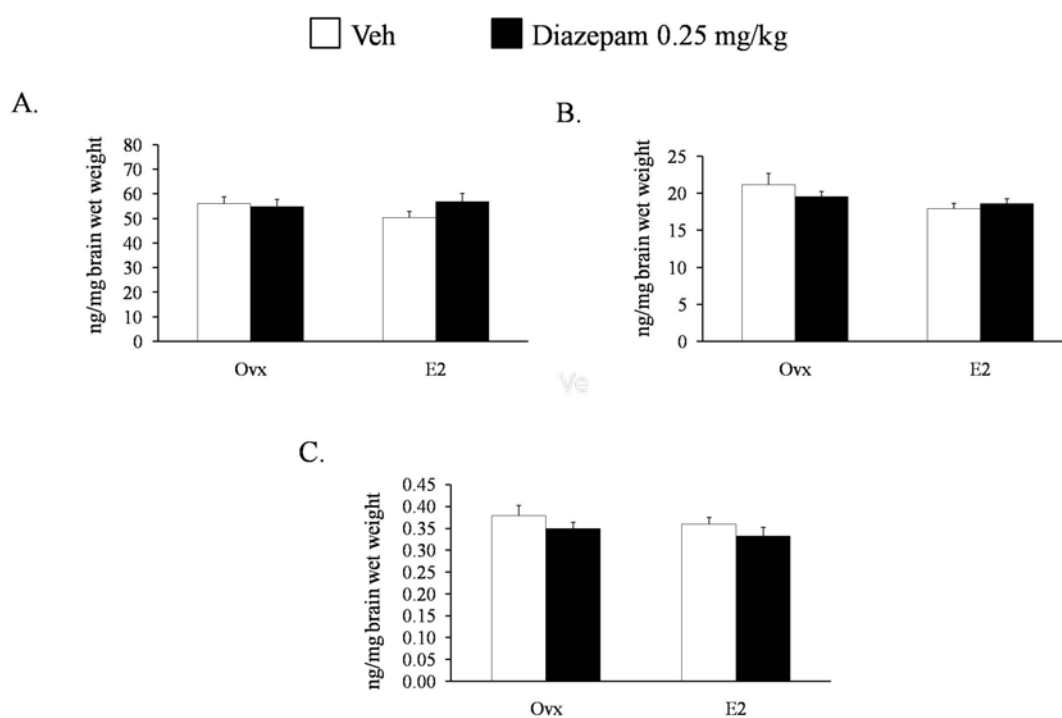 Veh
Diazepam 0.25 mg/kg
A.
ng/mg brain wet weight
80
70
60
50
40
30
20
10
0
Ovx
E2
B.
ng/mg brain wet weight
25
20
15
10
5
0
Ovx
E2
Ve
C.
ng/mg brain wet weight
0.45
0.40
0.35
0.30
0.25
0.20
0.15
0.10
0.05
0.00
Ovx
E2